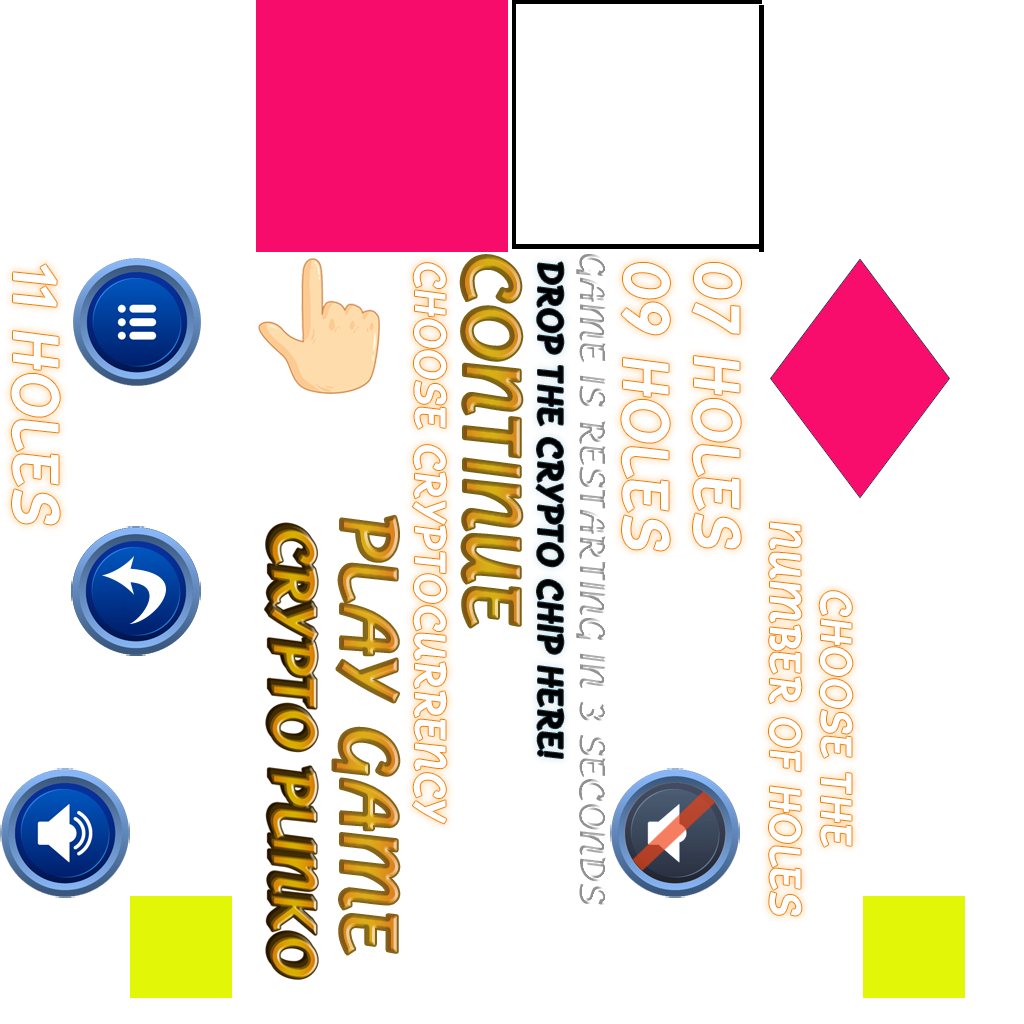 CHOOSE THE
NUMBER OF HOLES
07 HOLES
09 HOLES
GAME IS RESTARTING IN 3 SECONDS
DROP THE CRYPTO CHIP HERE!
CONTINUE
CHOOSE CRYPTOCURRENCY
PLAY GAME
CRYPTO PLINKO
11 HOLES